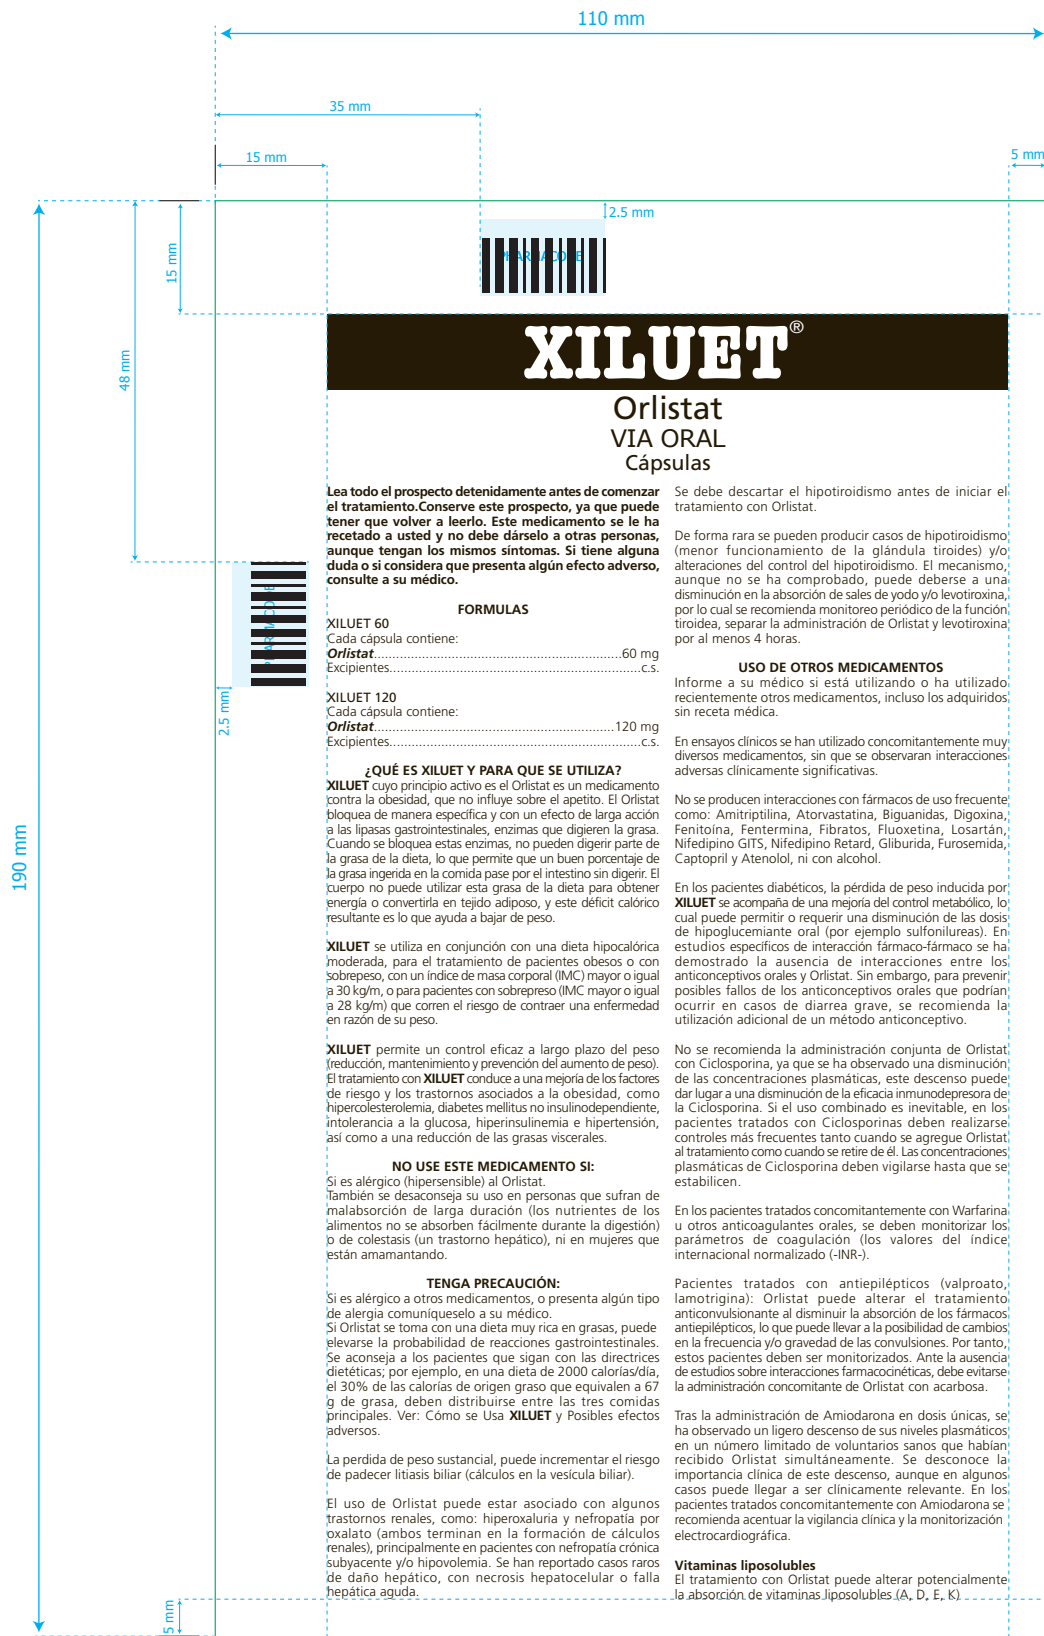 110 mm
35 mm
15 mm
5 mm
2.5 mm
PHARMACODE
15 mm
48 mm
PHARMACODE
2.5 mm
190 mm
5 mm
XILUET®
Orlistat
VIA ORAL
Cápsulas
Lea todo el prospecto detenidamente antes de comenzar
el tratamiento.Conserve este prospecto, ya que puede
tener que volver a leerlo. Este medicamento se le ha
recetado a usted y no debe dárselo a otras personas,
aunque tengan los mismos síntomas. Si tiene alguna
duda o si considera que presenta algún efecto adverso,
consulte a su médico.
FORMULAS
XILUET 60
Cada cápsula contiene:
Orlistat..............................................................60 mg
Excipientes...............................................................c.s.
XILUET 120
Cada cápsula contiene:
Orlistat............................................................120 mg
Excipientes...............................................................c.s.
¿QUÉ ES XILUET Y PARA QUE SE UTILIZA?
XILUET cuyo principio activo es el Orlistat es un medicamento
contra la obesidad, que no influye sobre el apetito. El Orlistat
bloquea de manera específica y con un efecto de larga acción
a las lipasas gastrointestinales, enzimas que digieren la grasa.
Cuando se bloquea estas enzimas, no pueden digerir parte de
la grasa de la dieta, lo que permite que un buen porcentaje de
la grasa ingerida en la comida pase por el intestino sin digerir. El
cuerpo no puede utilizar esta grasa de la dieta para obtener
energía o convertirla en tejido adiposo, y este déficit calórico
resultante es lo que ayuda a bajar de peso.
XILUET se utiliza en conjunción con una dieta hipocalórica
moderada, para el tratamiento de pacientes obesos o con
sobrepeso, con un índice de masa corporal (IMC) mayor o igual
a 30 kg/m, o para pacientes con sobrepreso (IMC mayor o igual
a 28 kg/m) que corren el riesgo de contraer una enfermedad
en razón de su peso.
XILUET permite un control eficaz a largo plazo del peso
(reducción, mantenimiento y prevención del aumento de peso).
El tratamiento con XILUET conduce a una mejoría de los factores
de riesgo y los trastornos asociados a la obesidad, como
hipercolesterolemia, diabetes mellitus no insulinodependiente,
intolerancia a la glucosa, hiperinsulinemia e hipertensión,
así como a una reducción de las grasas viscerales.
NO USE ESTE MEDICAMENTO SI:
Si es alérgico (hipersensible) al Orlistat.
También se desaconseja su uso en personas que sufran de
malabsorción de larga duración (los nutrientes de los
alimentos no se absorben fácilmente durante la digestión)
o de colestasis (un trastorno hepático), ni en mujeres que
están amamantando.
TENGA PRECAUCIÓN:
Si es alérgico a otros medicamentos, o presenta algún tipo
de alergia comuníqueselo a su médico.
Si Orlistat se toma con una dieta muy rica en grasas, puede
elevarse la probabilidad de reacciones gastrointestinales.
Se aconseja a los pacientes que sigan con las directrices
dietéticas; por ejemplo, en una dieta de 2000 calorías/día,
el 30% de las calorías de origen graso que equivalen a 67
g de grasa, deben distribuirse entre las tres comidas
principales. Ver: Cómo se Usa XILUET y Posibles efectos
adversos.
La perdida de peso sustancial, puede incrementar el riesgo
de padecer litiasis biliar (cálculos en la vesícula biliar).
El uso de Orlistat puede estar asociado con algunos
trastornos renales, como: hiperoxaluria y nefropatía por
oxalato (ambos terminan en la formación de cálculos
renales), principalmente en pacientes con nefropatía crónica
subyacente y/o hipovolemia. Se han reportado casos raros
de daño hepático, con necrosis hepatocelular o falla
hepática aguda.
Se debe descartar el hipotiroidismo antes de iniciar el
tratamiento con Orlistat.
De forma rara se pueden producir casos de hipotiroidismo
(menor funcionamiento de la glándula tiroides) y/o
alteraciones del control del hipotiroidismo. El mecanismo,
aunque no se ha comprobado, puede deberse a una
disminución en la absorción de sales de yodo y/o levotiroxina,
por lo cual se recomienda monitoreo periódico de la función
tiroidea, separar la administración de Orlistat y levotiroxina
por al menos 4 horas.
USO DE OTROS MEDICAMENTOS
Informe a su médico si está utilizando o ha utilizado
recientemente otros medicamentos, incluso los adquiridos
sin receta médica.
En ensayos clínicos se han utilizado concomitantemente muy
diversos medicamentos, sin que se observaran interacciones
adversas clínicamente significativas.
No se producen interacciones con fármacos de uso frecuente
como: Amitriptilina, Atorvastatina, Biguanidas, Digoxina,
Fenitoína, Fentermina, Fibratos, Fluoxetina, Losartán,
Nifedipino GITS, Nifedipino Retard, Gliburida, Furosemida,
Captopril y Atenolol, ni con alcohol.
En los pacientes diabéticos, la pérdida de peso inducida por
XILUET se acompaña de una mejoría del control metabólico, lo
cual puede permitir o requerir una disminución de las dosis
de hipoglucemiante oral (por ejemplo sulfonilureas). En
estudios específicos de interacción fármaco-fármaco se ha
demostrado la ausencia de interacciones entre los
anticonceptivos orales y Orlistat. Sin embargo, para prevenir
posibles fallos de los anticonceptivos orales que podrían
ocurrir en casos de diarrea grave, se recomienda la
utilización adicional de un método anticonceptivo.
No se recomienda la administración conjunta de Orlistat
con Ciclosporina, ya que se ha observado una disminución
de las concentraciones plasmáticas, este descenso puede
dar lugar a una disminución de la eficacia inmunodepresora de
la Ciclosporina. Si el uso combinado es inevitable, en los
pacientes tratados con Ciclosporinas deben realizarse
controles más frecuentes tanto cuando se agregue Orlistat
al tratamiento como cuando se retire de él. Las concentraciones
plasmáticas de Ciclosporina deben vigilarse hasta que se
estabilicen.
En los pacientes tratados concomitantemente con Warfarina
u otros anticoagulantes orales, se deben monitorizar los
parámetros de coagulación (los valores del índice
internacional normalizado (-INR-).
Pacientes tratados con antiepilépticos (valproato,
lamotrigina): Orlistat puede alterar el tratamiento
anticonvulsionante al disminuir la absorción de los fármacos
antiepilépticos, lo que puede llevar a la posibilidad de cambios
en la frecuencia y/o gravedad de las convulsiones. Por tanto,
estos pacientes deben ser monitorizados. Ante la ausencia
de estudios sobre interacciones farmacocinéticas, debe evitarse
la administración concomitante de Orlistat con acarbosa.
Tras la administración de Amiodarona en dosis únicas, se
ha observado un ligero descenso de sus niveles plasmáticos
en un número limitado de voluntarios sanos que habían
recibido Orlistat simultáneamente. Se desconoce la
importancia clínica de este descenso, aunque en algunos
casos puede llegar a ser clínicamente relevante. En los
pacientes tratados concomitantemente con Amiodarona se
recomienda acentuar la vigilancia clínica y la monitorización
electrocardiográfica.
Vitaminas liposolubles
El tratamiento con Orlistat puede alterar potencialmente
la absorción de vitaminas liposolubles (A, D, E, K)